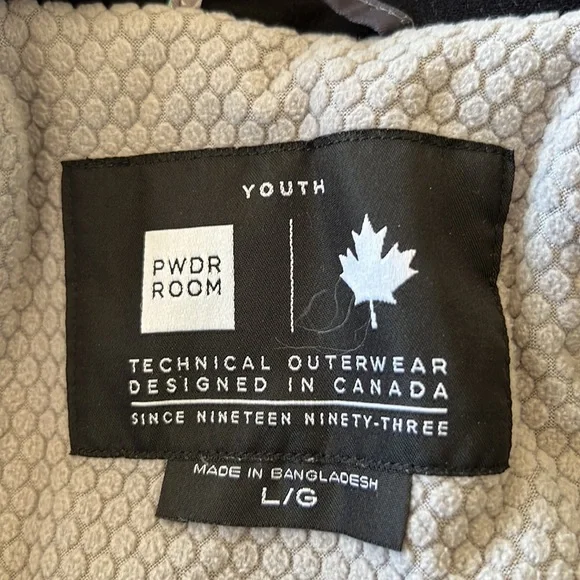 YOUTH
PWDR
ROOM
TECHNICAL OUTERWEAR
DESIGNED IN CANADA
SINCE NINETEEN NINETY-THREE
MADE IN BANGLADESH
L/G